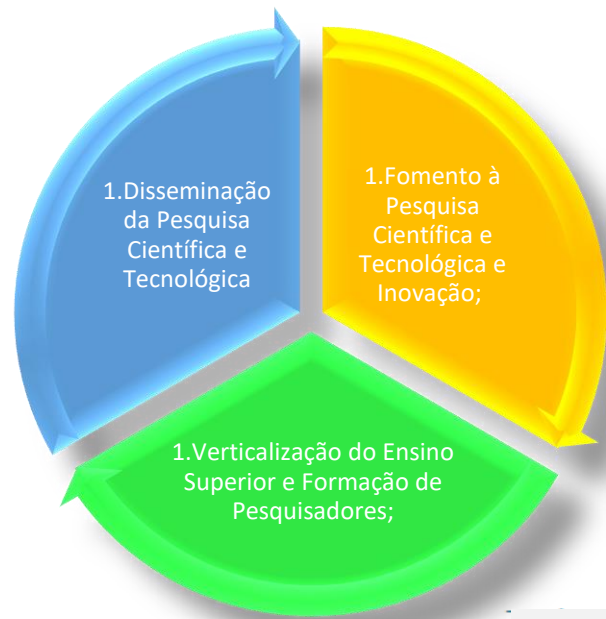 1.Disseminação
da Pesquisa
Científica e
Tecnológica
1.Fomento à
Pesquisa
Científica e
Tecnológica e
Inovação;
1.Verticalização do Ensino
Superior e Formação de
Pesquisadores;